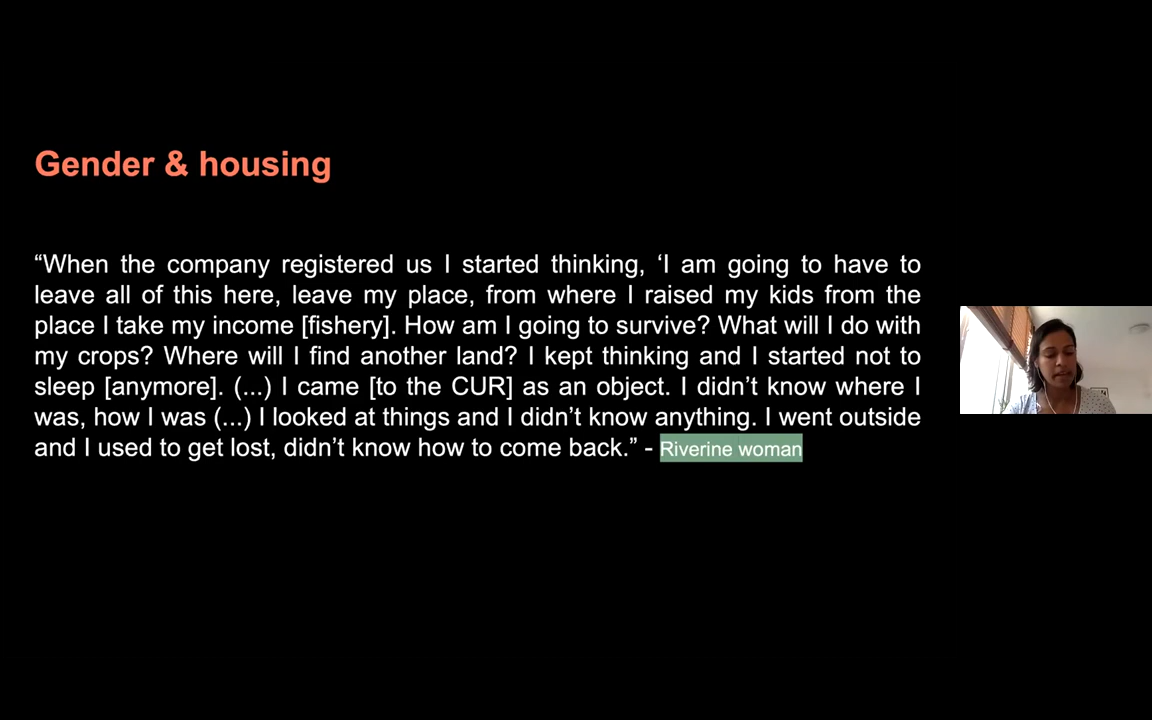 Gender & housing
“When the company registered us I started thinking, ‘I am going to have to
leave all of this here, leave my place, from where I raised my kids from the
place I take my income [fishery]. How am I going to survive? What will I do with
my crops? Where will I find another land? I kept thinking and I started not to
sleep [anymore]. (...) I came [to the CUR] as an object. I didn’t know where I
was, how I was (...) I looked at things and I didn’t know anything. I went outside
and I used to get lost, didn’t know how to come back.” - Riverine woman